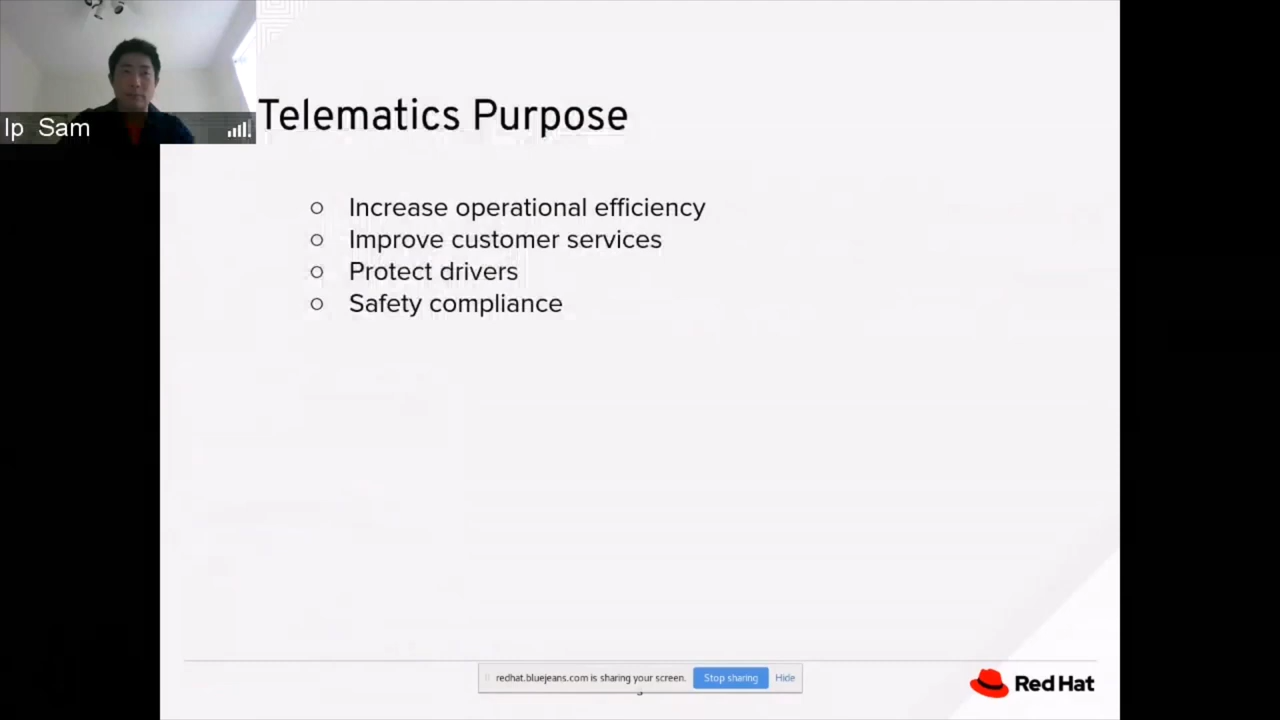 Ip Sam
Telematics Purpose
Increase operational efficiency
Improve customer services
Protect drivers
Safety compliance
redhat.bluejeans.com is sharing your screen. Stop sharing Hide
Red Hat